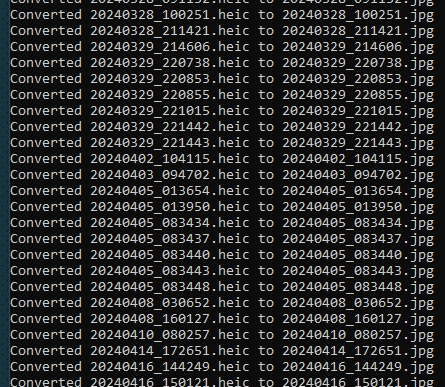 Converted 20240328_091152.heic to 20240328_091152.jpg
Converted 20240328_100251.heic to 20240328_100251.jpg
Converted 20240328_211421.heic to 20240328_211421.jpg
Converted 20240329_214606.heic to 20240329_214606.jpg
Converted 20240329_220738.heic to 20240329_220738.jpg
Converted 20240329_220853.heic to 20240329_220853.jpg
Converted 20240329_220855.heic to 20240329_220855.jpg
Converted 20240329_221015.heic to 20240329_221015.jpg
Converted 20240329_221442.heic to 20240329_221442.jpg
Converted 20240329_221443.heic to 20240329_221443.jpg
Converted 20240402_104115.heic to 20240402_104115.jpg
Converted 20240403_094702.heic to 20240403_094702.jpg
Converted 20240405_013654.heic to 20240405_013654.jpg
Converted 20240405_013950.heic to 20240405_013950.jpg
Converted 20240405_083434.heic to 20240405_083434.jpg
Converted 20240405_083437.heic to 20240405_083437.jpg
Converted 20240405_083440.heic to 20240405_083440.jpg
Converted 20240405_083443.heic to 20240405_083443.jpg
Converted 20240405_083448.heic to 20240405_083448.jpg
Converted 20240408_030652.heic to 20240408_030652.jpg
Converted 20240408_160127.heic to 20240408_160127.jpg
Converted 20240410_080257.heic to 20240410_080257.jpg
Converted 20240414_172651.heic to 20240414_172651.jpg
Converted 20240416_144249.heic to 20240416_144249.jpg
Converted 20240416_150121.heic to 20240416_150121.jpg